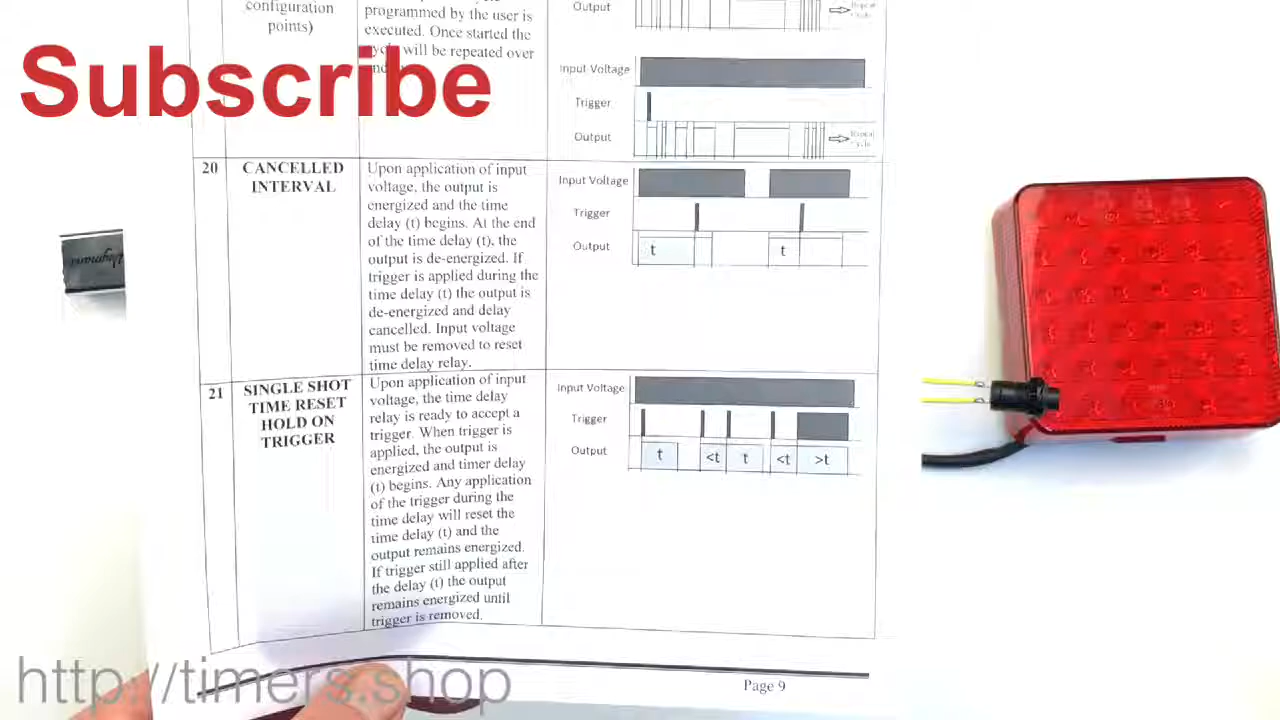 Subscribe
configuration
points)
programmed by the user is
executed. Once started the
cycle will be repeated over
Output
Repeat
Cycle
Input Voltage
Trigger
Output
Repeat
Cycle
20
CANCELLED
INTERVAL
Upon application of input
voltage, the output is
energized and the time
delay (t) begins. At the end
of the time delay (t), the
output is de-energized. If
trigger is applied during the
time delay (t) the output is
de-energized and delay
cancelled. Input voltage
must be removed to reset
time delay relay.
Input Voltage
Trigger
Output
t
t
21
SINGLE SHOT
TIME RESET
HOLD ON
TRIGGER
Upon application of input
voltage, the time delay
relay is ready to accept a
trigger. When trigger is
applied, the output is
energized and timer delay
(t) begins. Any application
of the trigger during the
time delay will reset the
time delay (t) and the
output remains energized.
If trigger still applied after
the delay (t) the output
remains energized until
trigger is removed.
Input Voltage
Trigger
Output
t
<t
t
<t
>t
Page 9
http://timers.shop